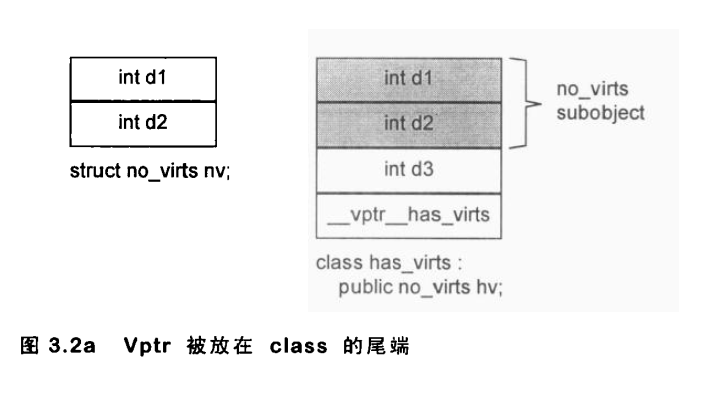 int d1
int d2
struct no_virts nv;
int d1
int d2
int d3
__vptr__has_virts
no_virts
subobject
class has_virts :
public no_virts hv;
图 3.2a Vptr 被放在 class 的尾端